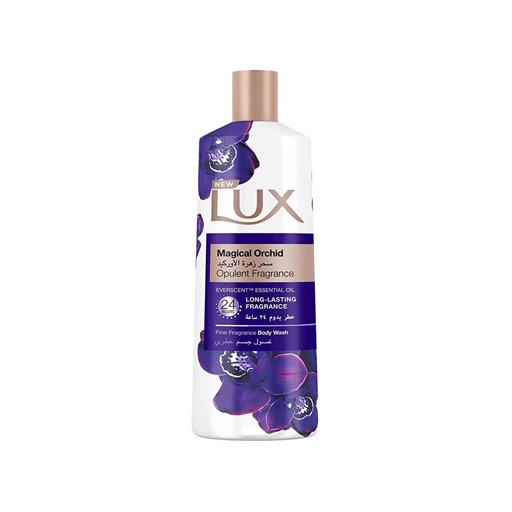 NEW
LUX
Magical Orchid
سحر زهرة الأوركيد
Opulent Fragrance
EVERSCENT™ ESSENTIAL OIL
24
HOURS
LONG-LASTING
FRAGRANCE
عطر يدوم ٢٤ ساعة
Fine Fragrance Body Wash
غسول جسم عطري